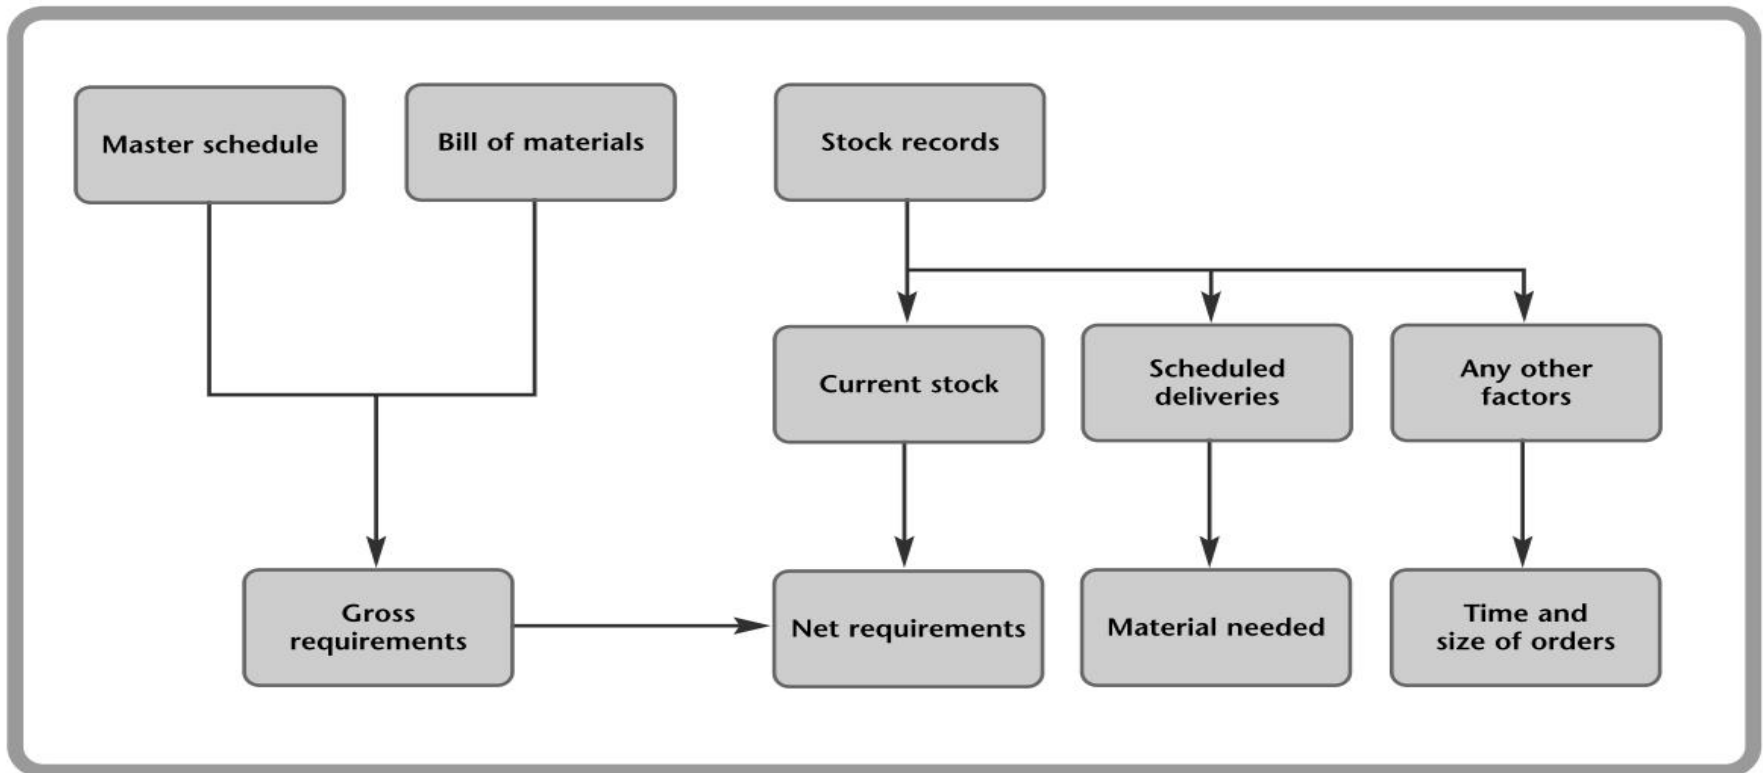 Master schedule
Bill of materials
Stock records
Current stock
Scheduled
deliveries
Any other
factors
Gross
requirements
Net requirements
Material needed
Time and
size of orders